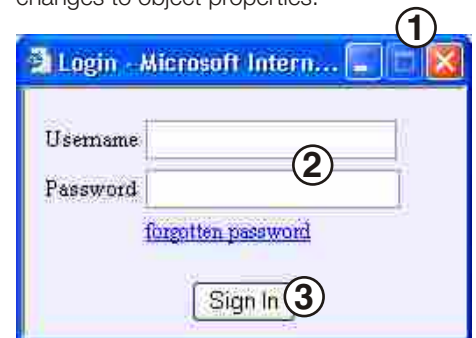 changes to object properties.
1
Login - Microsoft Intern...
Username
2
Password
forgotten password
Sign In 3